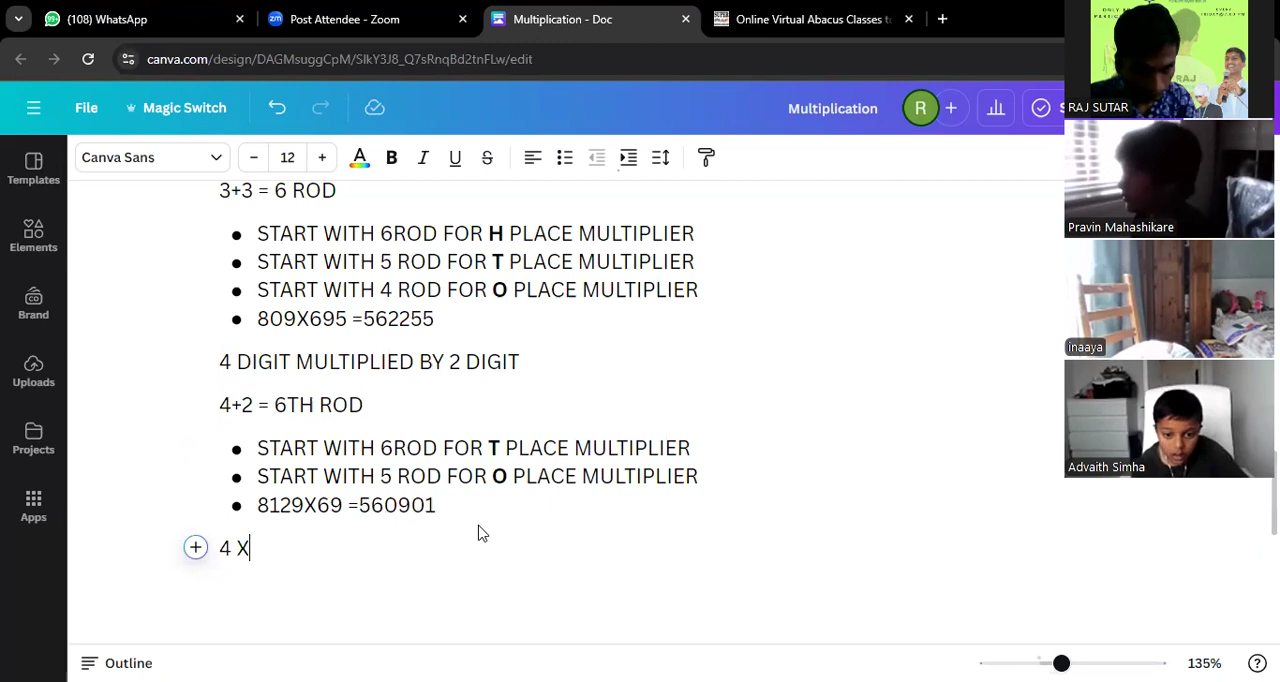 (108) WhatsApp
Post Attendee - Zoom
Multiplication - Doc
Online Virtual Abacus Classes to
canva.com/design/DAGMsuggCpM/SlkY3J8_Q7sRnqBd2tnFLw/edit
File
Magic Switch
Multiplication
R
Canva Sans
12
A
B
I
U
S
Templates
Elements
Brand
Uploads
Projects
Apps
3+3 = 6 ROD
START WITH 6ROD FOR H PLACE MULTIPLIER
START WITH 5 ROD FOR T PLACE MULTIPLIER
START WITH 4 ROD FOR O PLACE MULTIPLIER
809X695 =562255
4 DIGIT MULTIPLIED BY 2 DIGIT
4+2 = 6TH ROD
START WITH 6ROD FOR T PLACE MULTIPLIER
START WITH 5 ROD FOR O PLACE MULTIPLIER
8129X69 =560901
4 X
Outline
135%
RAJ
RAJ SUTAR
Pravin Mahashikare
inaaya
Advaith Simha